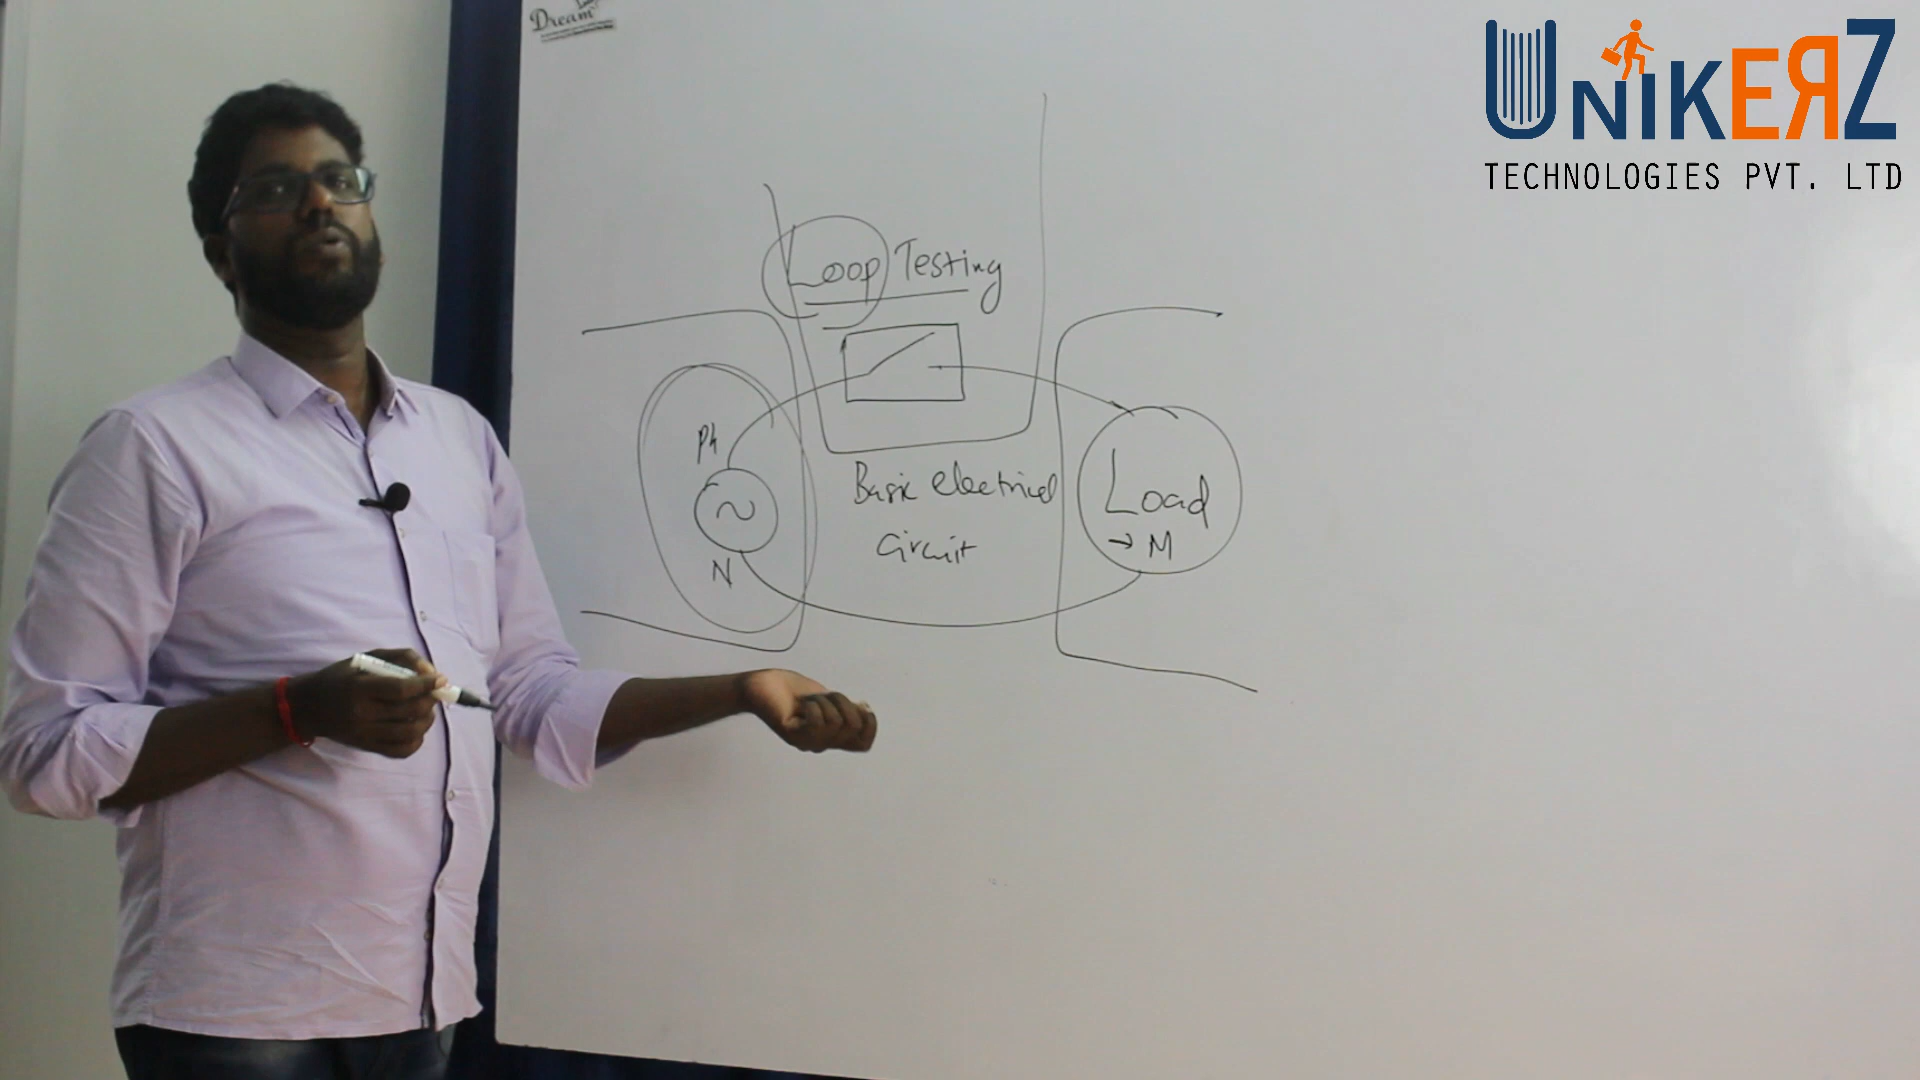 Dream
UNIKERZ
TECHNOLOGIES PVT. LTD
Loop Testing
Ph
N
Basic electrical
circuit
Load
→ M